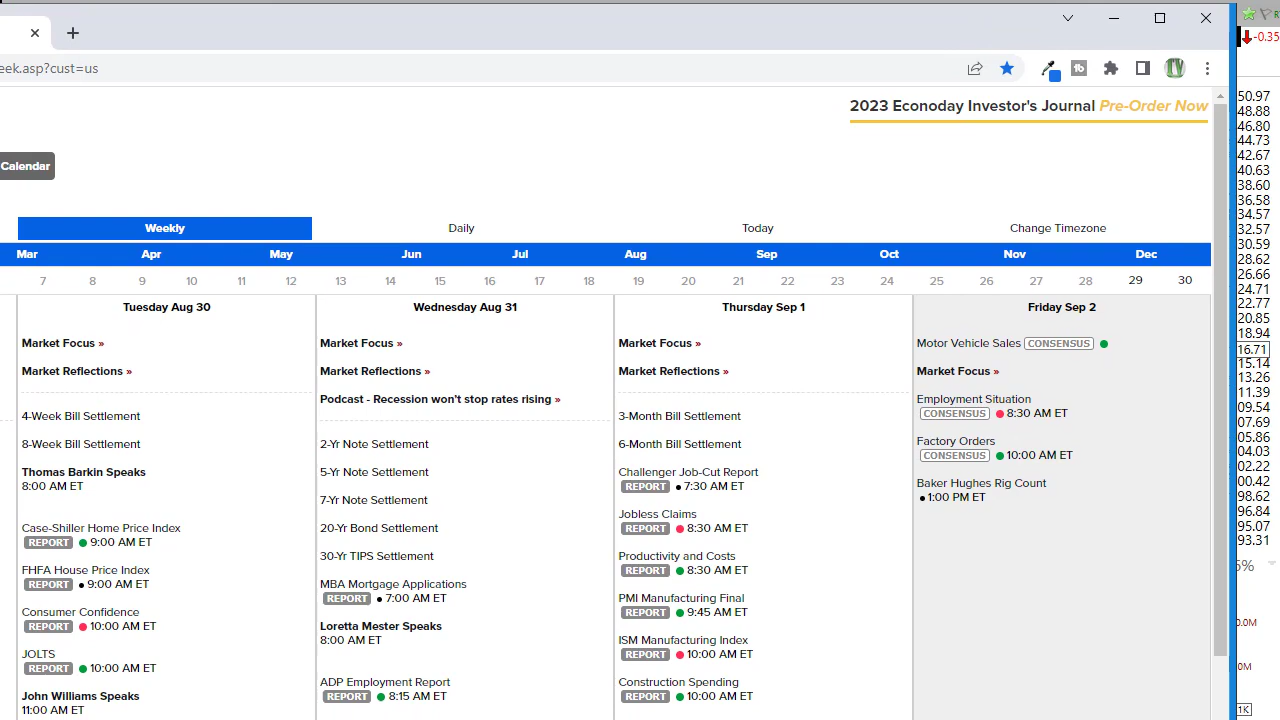 eek.asp?cust=us
2023 Econoday Investor's Journal Pre-Order Now
Calendar
Weekly Daily Today Change Timezone
Mar Apr May Jun Jul Aug Sep Oct Nov Dec
7 8 9 10 11 12 13 14 15 16 17 18 19 20 21 22 23 24 25 26 27 28 29 30
Tuesday Aug 30
Market Focus »
Market Reflections »
4-Week Bill Settlement
8-Week Bill Settlement
Thomas Barkin Speaks
8:00 AM ET
Case-Shiller Home Price Index
REPORT 9:00 AM ET
FHFA House Price Index
REPORT 9:00 AM ET
Consumer Confidence
REPORT 10:00 AM ET
JOLTS
REPORT 10:00 AM ET
John Williams Speaks
11:00 AM ET
Wednesday Aug 31
Market Focus »
Market Reflections »
Podcast - Recession won't stop rates rising »
2-Yr Note Settlement
5-Yr Note Settlement
7-Yr Note Settlement
20-Yr Bond Settlement
30-Yr TIPS Settlement
MBA Mortgage Applications
REPORT 7:00 AM ET
Loretta Mester Speaks
8:00 AM ET
ADP Employment Report
REPORT 8:15 AM ET
Thursday Sep 1
Market Focus »
Market Reflections »
3-Month Bill Settlement
6-Month Bill Settlement
Challenger Job-Cut Report
REPORT 7:30 AM ET
Jobless Claims
REPORT 8:30 AM ET
Productivity and Costs
REPORT 8:30 AM ET
PMI Manufacturing Final
REPORT 9:45 AM ET
ISM Manufacturing Index
REPORT 10:00 AM ET
Construction Spending
REPORT 10:00 AM ET
Friday Sep 2
Motor Vehicle Sales CONSENSUS
Market Focus »
Employment Situation
CONSENSUS 8:30 AM ET
Factory Orders
CONSENSUS 10:00 AM ET
Baker Hughes Rig Count
1:00 PM ET
-0.35
50.97
48.88
46.80
44.73
42.67
40.63
38.60
36.58
34.57
32.57
30.59
28.62
26.66
24.71
22.77
20.85
18.94
16.71
15.14
13.26
11.39
09.54
07.69
05.86
04.03
02.22
00.42
98.62
96.84
95.07
93.31
0.0M
0M
1K